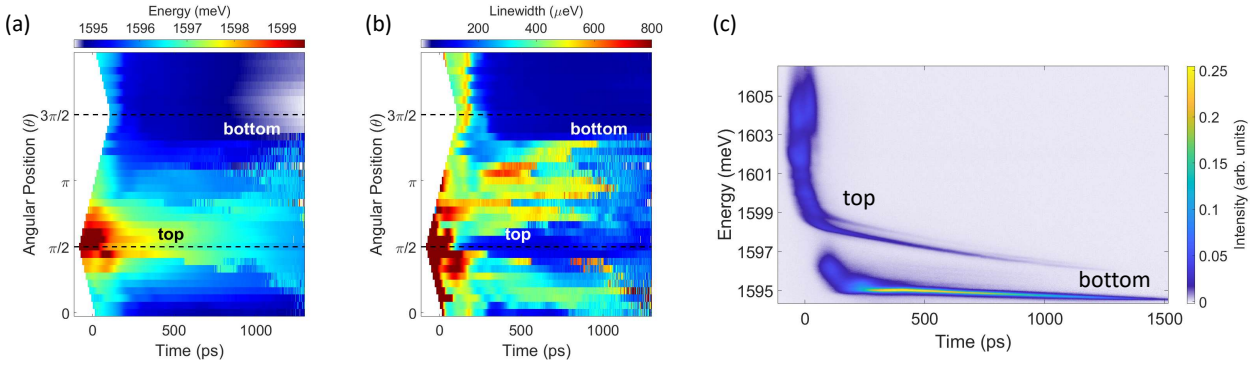 (a)
Energy (meV)
1595 1596 1597 1598 1599
Angular Position (θ)
3π/2
π
π/2
0
bottom
top
0 500 1000
Time (ps)
(b)
Linewidth (μeV)
200 400 600 800
Angular Position (θ)
3π/2
π
π/2
0
bottom
top
0 500 1000
Time (ps)
(c)
Energy (meV)
1605
1603
1601
1599
1597
1595
top
bottom
0 500 1000 1500
Time (ps)
0.25
0.2
0.15
0.1
0.05
0
Intensity (arb. units)